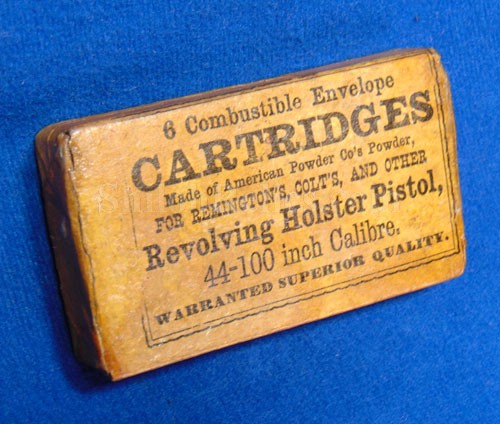 6 Combustible Envelope
CARTRIDGES
Made of American Powder Co's Powder,
FOR REMINGTON'S, COLT'S, AND OTHER
Revolving Holster Pistol,
44-100 inch Calibre.
WARRANTED SUPERIOR QUALITY.